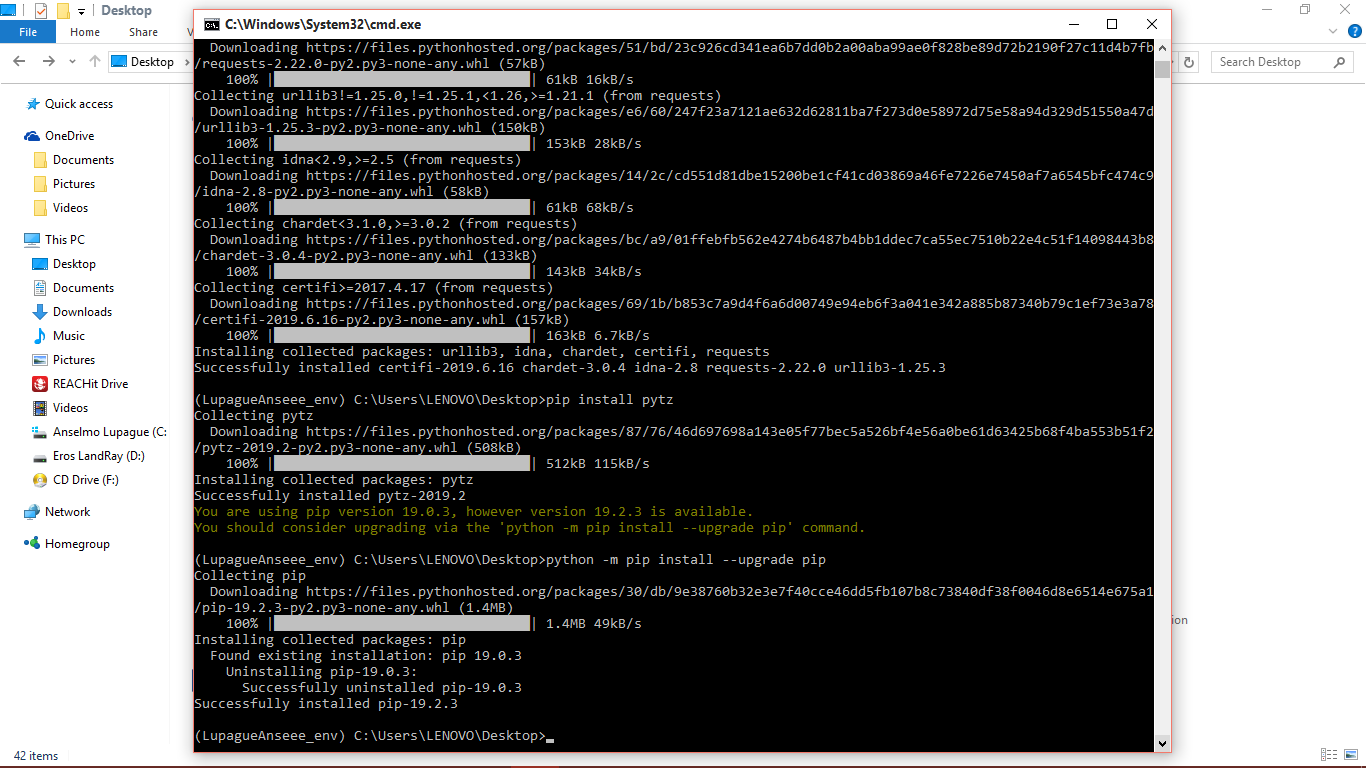 Desktop
File
Home
Share
V
Desktop
Search Desktop
Quick access
OneDrive
Documents
Pictures
Videos
This PC
Desktop
Documents
Downloads
Music
Pictures
REACHit Drive
Videos
Anselmo Lupague (C:
Eros LandRay (D:)
CD Drive (F:)
Network
Homegroup
42 items
ion
C:\Windows\System32\cmd.exe
Downloading https://files.pythonhosted.org/packages/51/bd/23c926cd341ea6b7dd0b2a00aba99ae0f828be89d72b2190f27c11d4b7fb
/requests-2.22.0-py2.py3-none-any.whl (57kB)
100% | | 61kB 16kB/s
Collecting urllib3!=1.25.0,!=1.25.1,<1.26,>=1.21.1 (from requests)
Downloading https://files.pythonhosted.org/packages/e6/60/247f23a7121ae632d62811ba7f273d0e58972d75e58a94d329d51550a47d
/urllib3-1.25.3-py2.py3-none-any.whl (150kB)
100% | | 153kB 28kB/s
Collecting idna<2.9,>=2.5 (from requests)
Downloading https://files.pythonhosted.org/packages/14/2c/cd551d81dbe15200be1cf41cd03869a46fe7226e7450af7a6545bfc474c9
/idna-2.8-py2.py3-none-any.whl (58kB)
100% | | 61kB 68kB/s
Collecting chardet<3.1.0,>=3.0.2 (from requests)
Downloading https://files.pythonhosted.org/packages/bc/a9/01ffebfb562e4274b6487b4bb1ddec7ca55ec7510b22e4c51f14098443b8
/chardet-3.0.4-py2.py3-none-any.whl (133kB)
100% | | 143kB 34kB/s
Collecting certifi>=2017.4.17 (from requests)
Downloading https://files.pythonhosted.org/packages/69/1b/b853c7a9d4f6a6d00749e94eb6f3a041e342a885b87340b79c1ef73e3a78
/certifi-2019.6.16-py2.py3-none-any.whl (157kB)
100% | | 163kB 6.7kB/s
Installing collected packages: urllib3, idna, chardet, certifi, requests
Successfully installed certifi-2019.6.16 chardet-3.0.4 idna-2.8 requests-2.22.0 urllib3-1.25.3
(LupagueAnseee_env) C:\Users\LENOVO\Desktop>pip install pytz
Collecting pytz
Downloading https://files.pythonhosted.org/packages/87/76/46d697698a143e05f77bec5a526bf4e56a0be61d63425b68f4ba553b51f2
/pytz-2019.2-py2.py3-none-any.whl (508kB)
100% | | 512kB 115kB/s
Installing collected packages: pytz
Successfully installed pytz-2019.2
You are using pip version 19.0.3, however version 19.2.3 is available.
You should consider upgrading via the 'python -m pip install --upgrade pip' command.
(LupagueAnseee_env) C:\Users\LENOVO\Desktop>python -m pip install --upgrade pip
Collecting pip
Downloading https://files.pythonhosted.org/packages/30/db/9e38760b32e3e7f40cce46dd5fb107b8c73840df38f0046d8e6514e675a1
/pip-19.2.3-py2.py3-none-any.whl (1.4MB)
100% | | 1.4MB 49kB/s
Installing collected packages: pip
Found existing installation: pip 19.0.3
Uninstalling pip-19.0.3:
Successfully uninstalled pip-19.0.3
Successfully installed pip-19.2.3
(LupagueAnseee_env) C:\Users\LENOVO\Desktop>